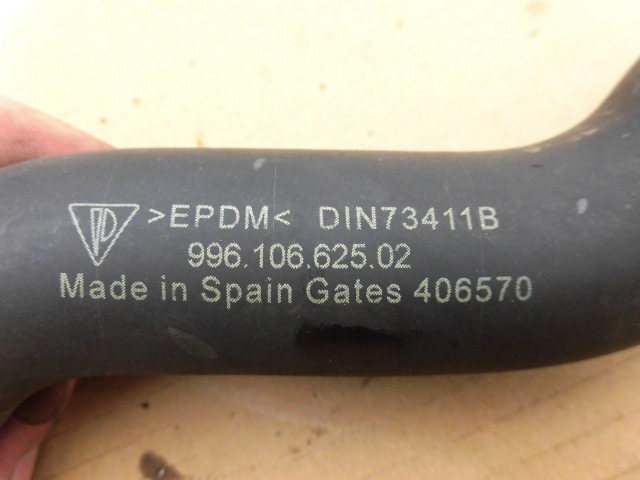 >EPDM< DIN73411B
996.106.625.02
Made in Spain Gates 406570